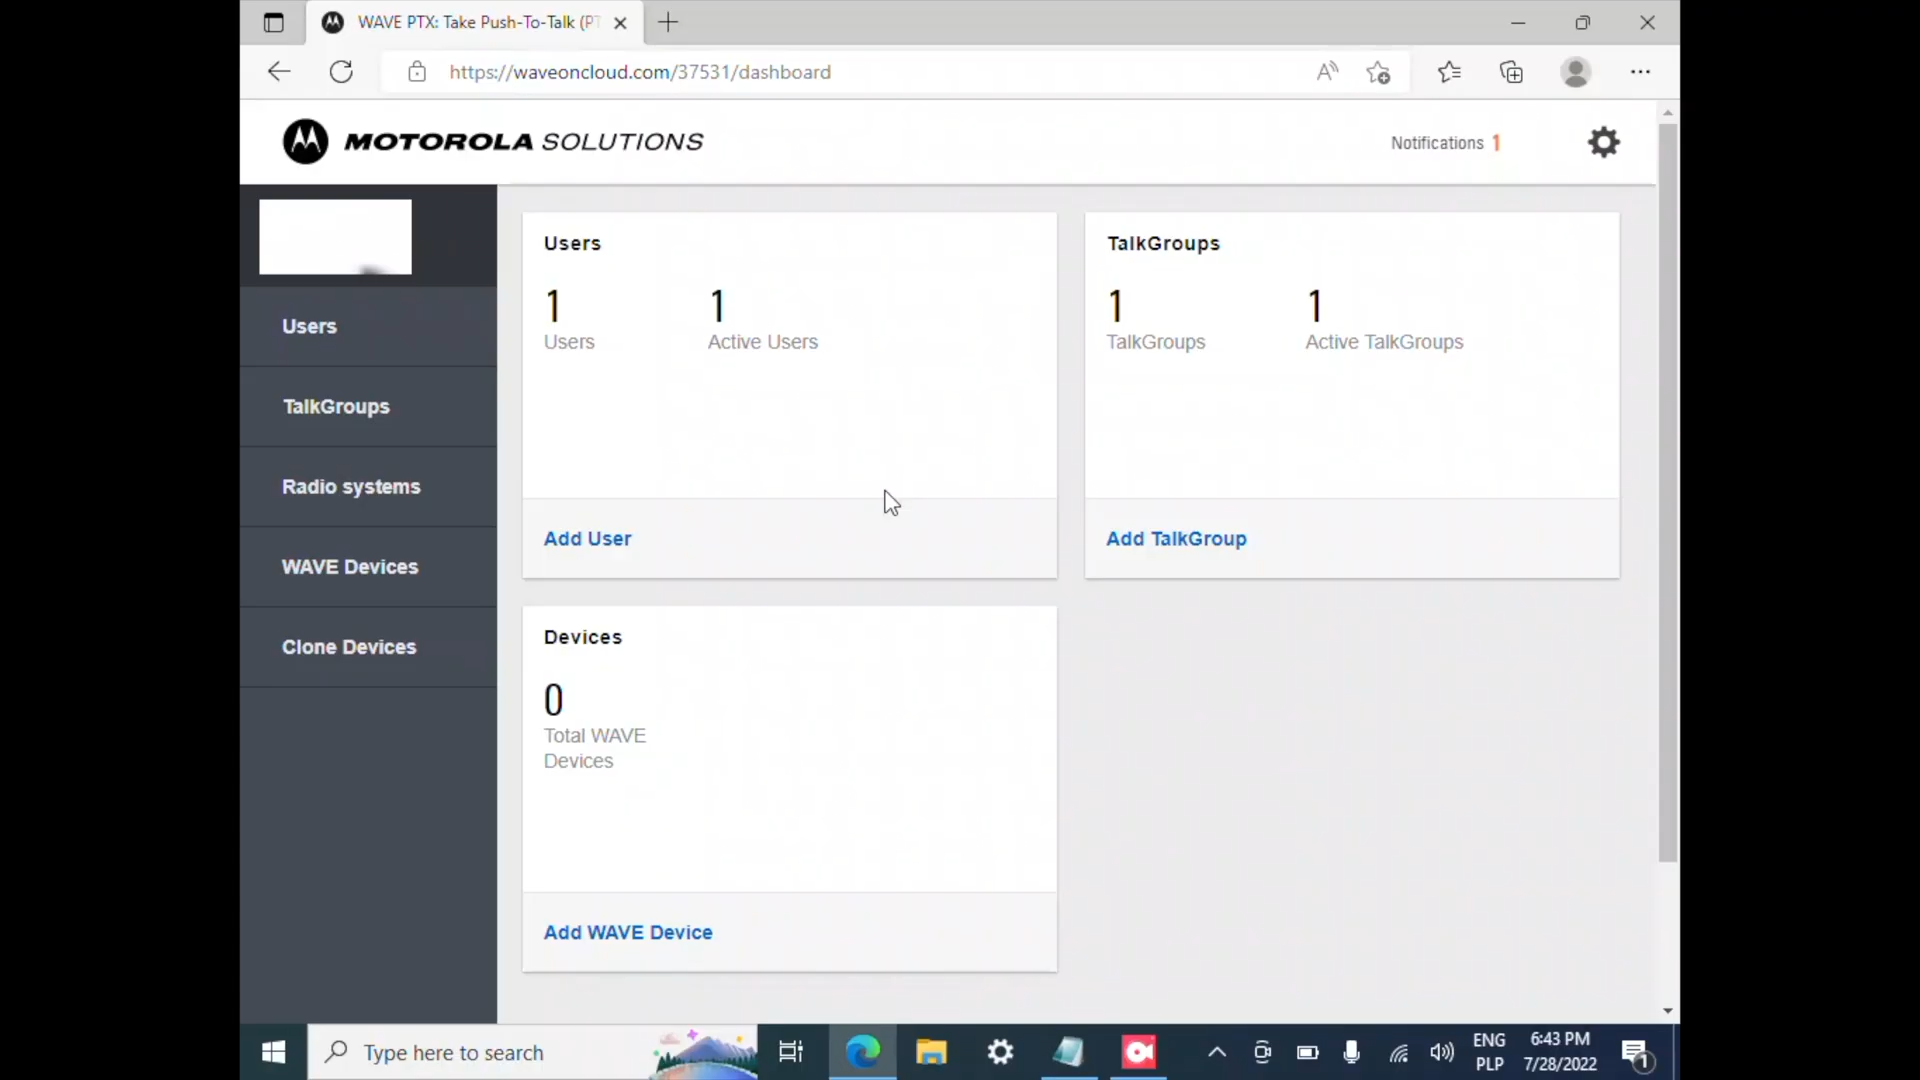 WAVE PTX: Take Push-To-Talk (PT
https://waveoncloud.com/37531/dashboard
MOTOROLA SOLUTIONS
Notifications 1
Users
TalkGroups
Radio systems
WAVE Devices
Clone Devices
Users
1 1
Users Active Users
Add User
TalkGroups
1 1
TalkGroups Active TalkGroups
Add TalkGroup
Devices
0
Total WAVE
Devices
Add WAVE Device
Type here to search
ENG
PLP
6:43 PM
7/28/2022
1